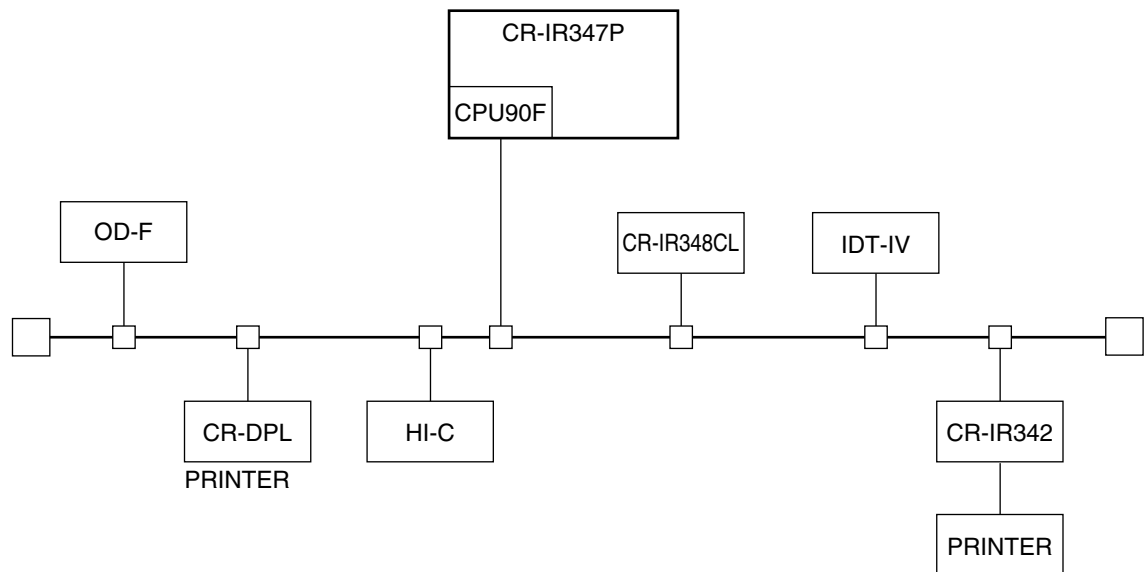 CR-IR347P
CPU90F
OD-F
CR-IR348CL
IDT-IV
CR-DPL
PRINTER
HI-C
CR-IR342
PRINTER